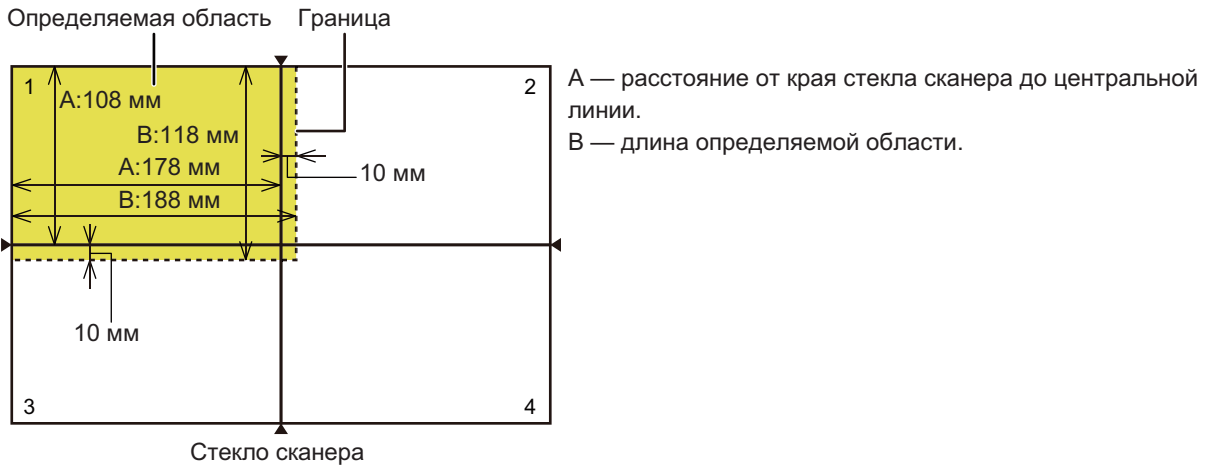 Определяемая область Граница
1
2
A:108 мм
B:118 мм
A:178 мм
10 мм
B:188 мм
10 мм
3
4
Стекло сканера
A — расстояние от края стекла сканера до центральной
линии.
B — длина определяемой области.